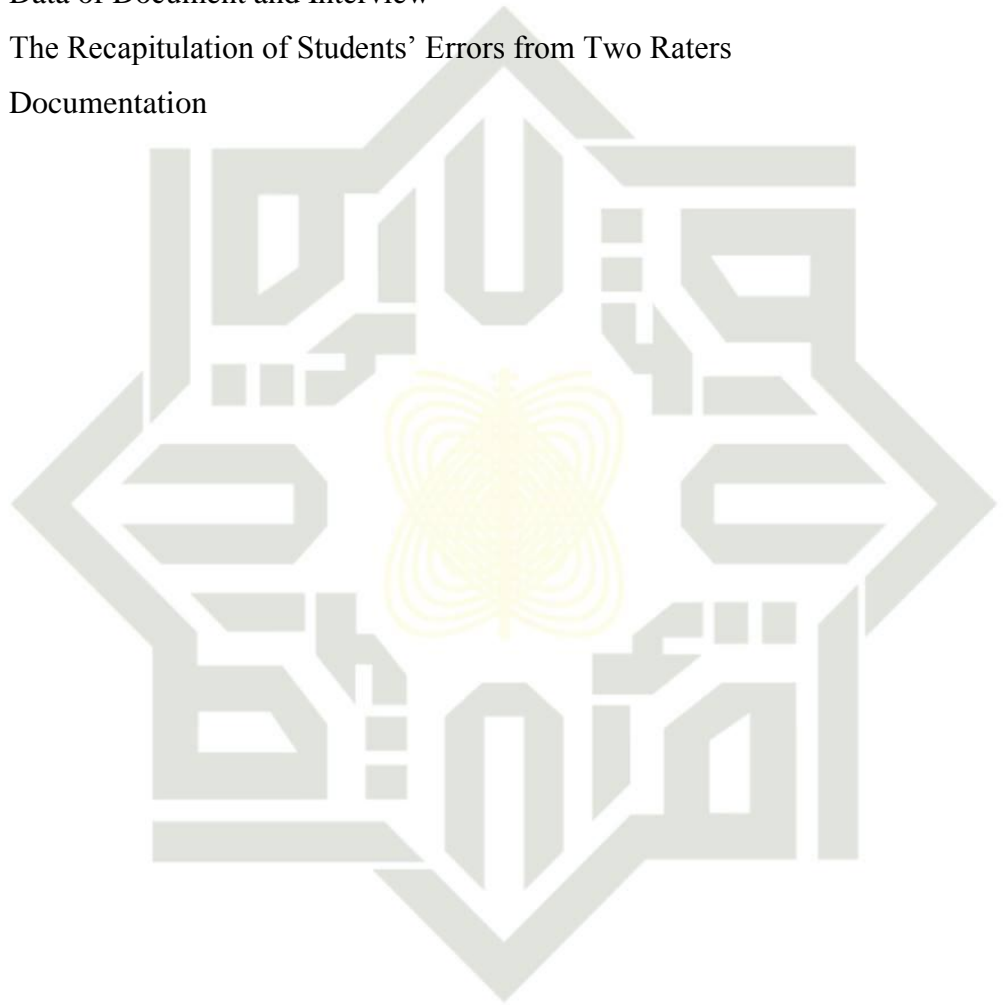 Data of Document and Interview
The Recapitulation of Students’ Errors from Two Raters
Documentation